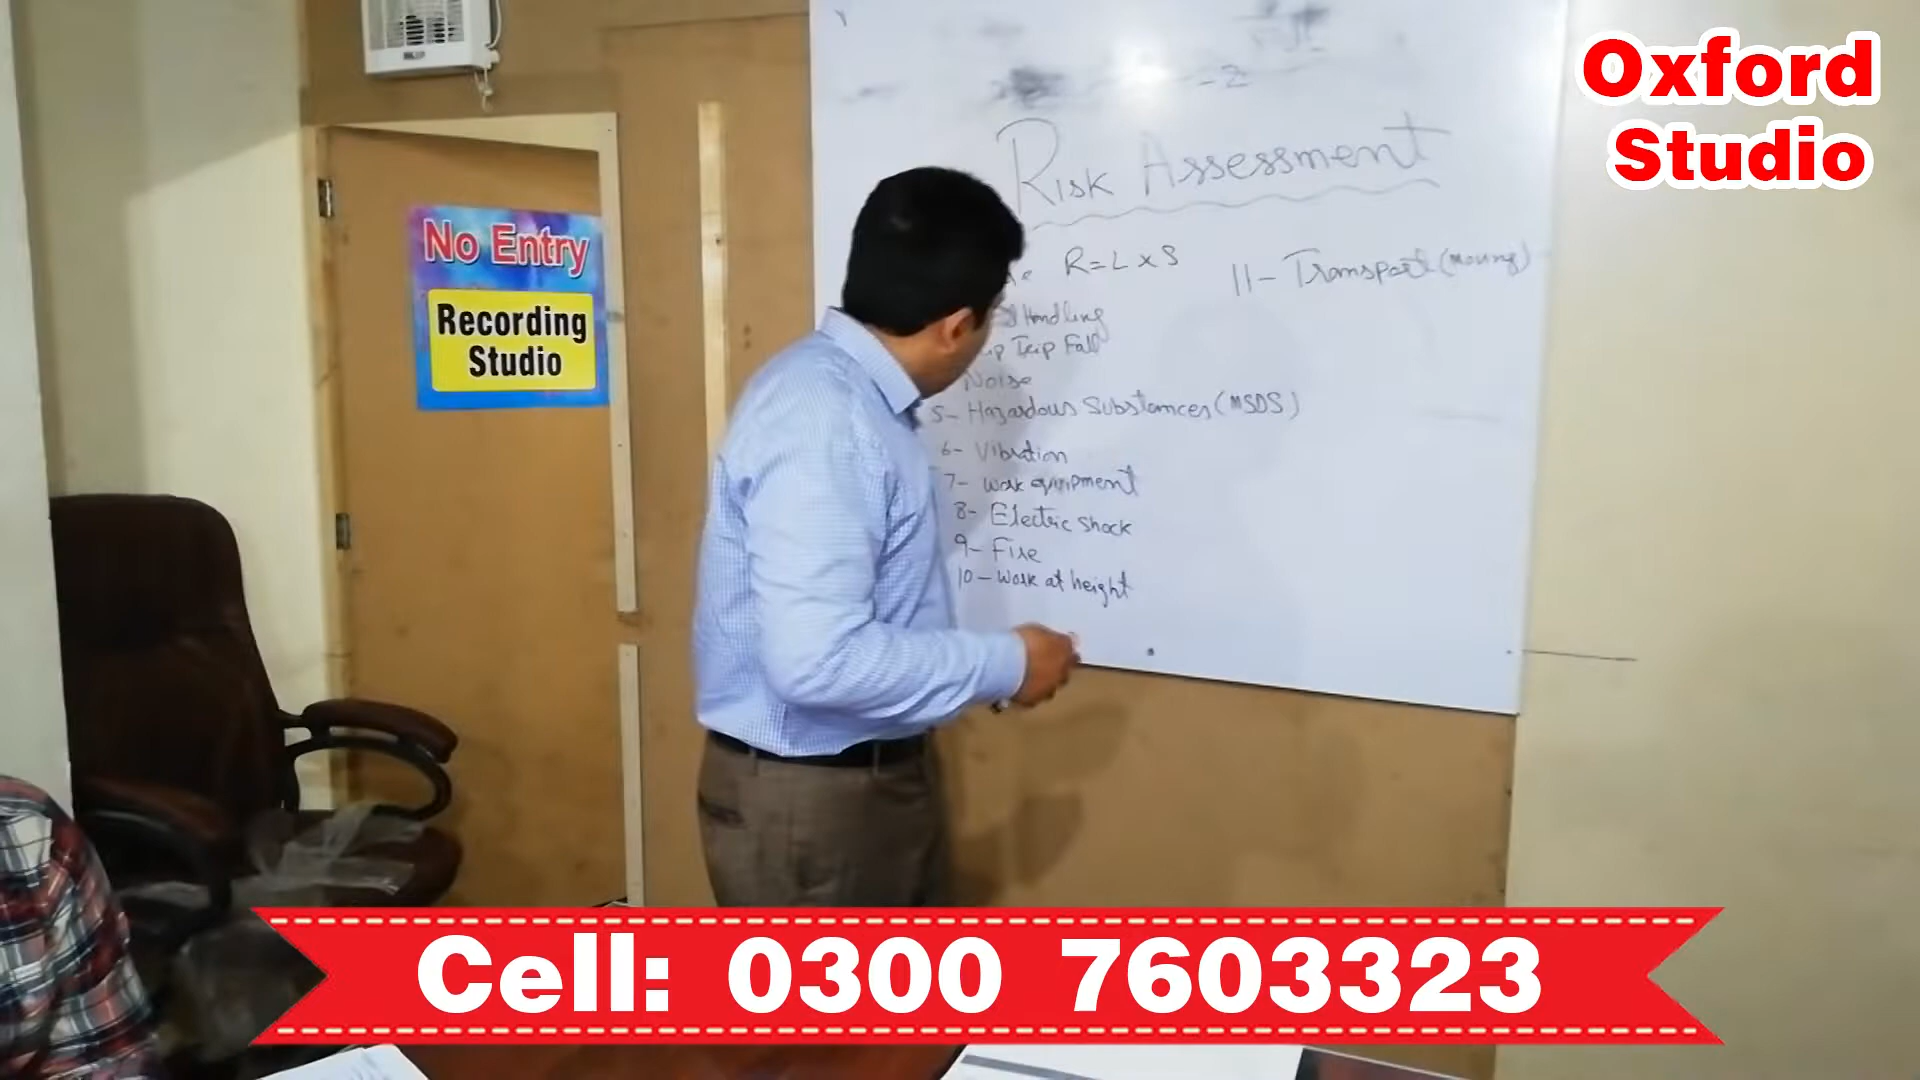 Oxford
Studio
No Entry
Recording
Studio
Risk Assessment
R=L x S
11- Transport (Moving)
Handling
Trip Fall
Noise
5- Hazardous Substances (MSDS)
6- Vibration
7- Work equipment
8- Electric Shock
9- Fire
10- Work at height
Cell: 0300 7603323